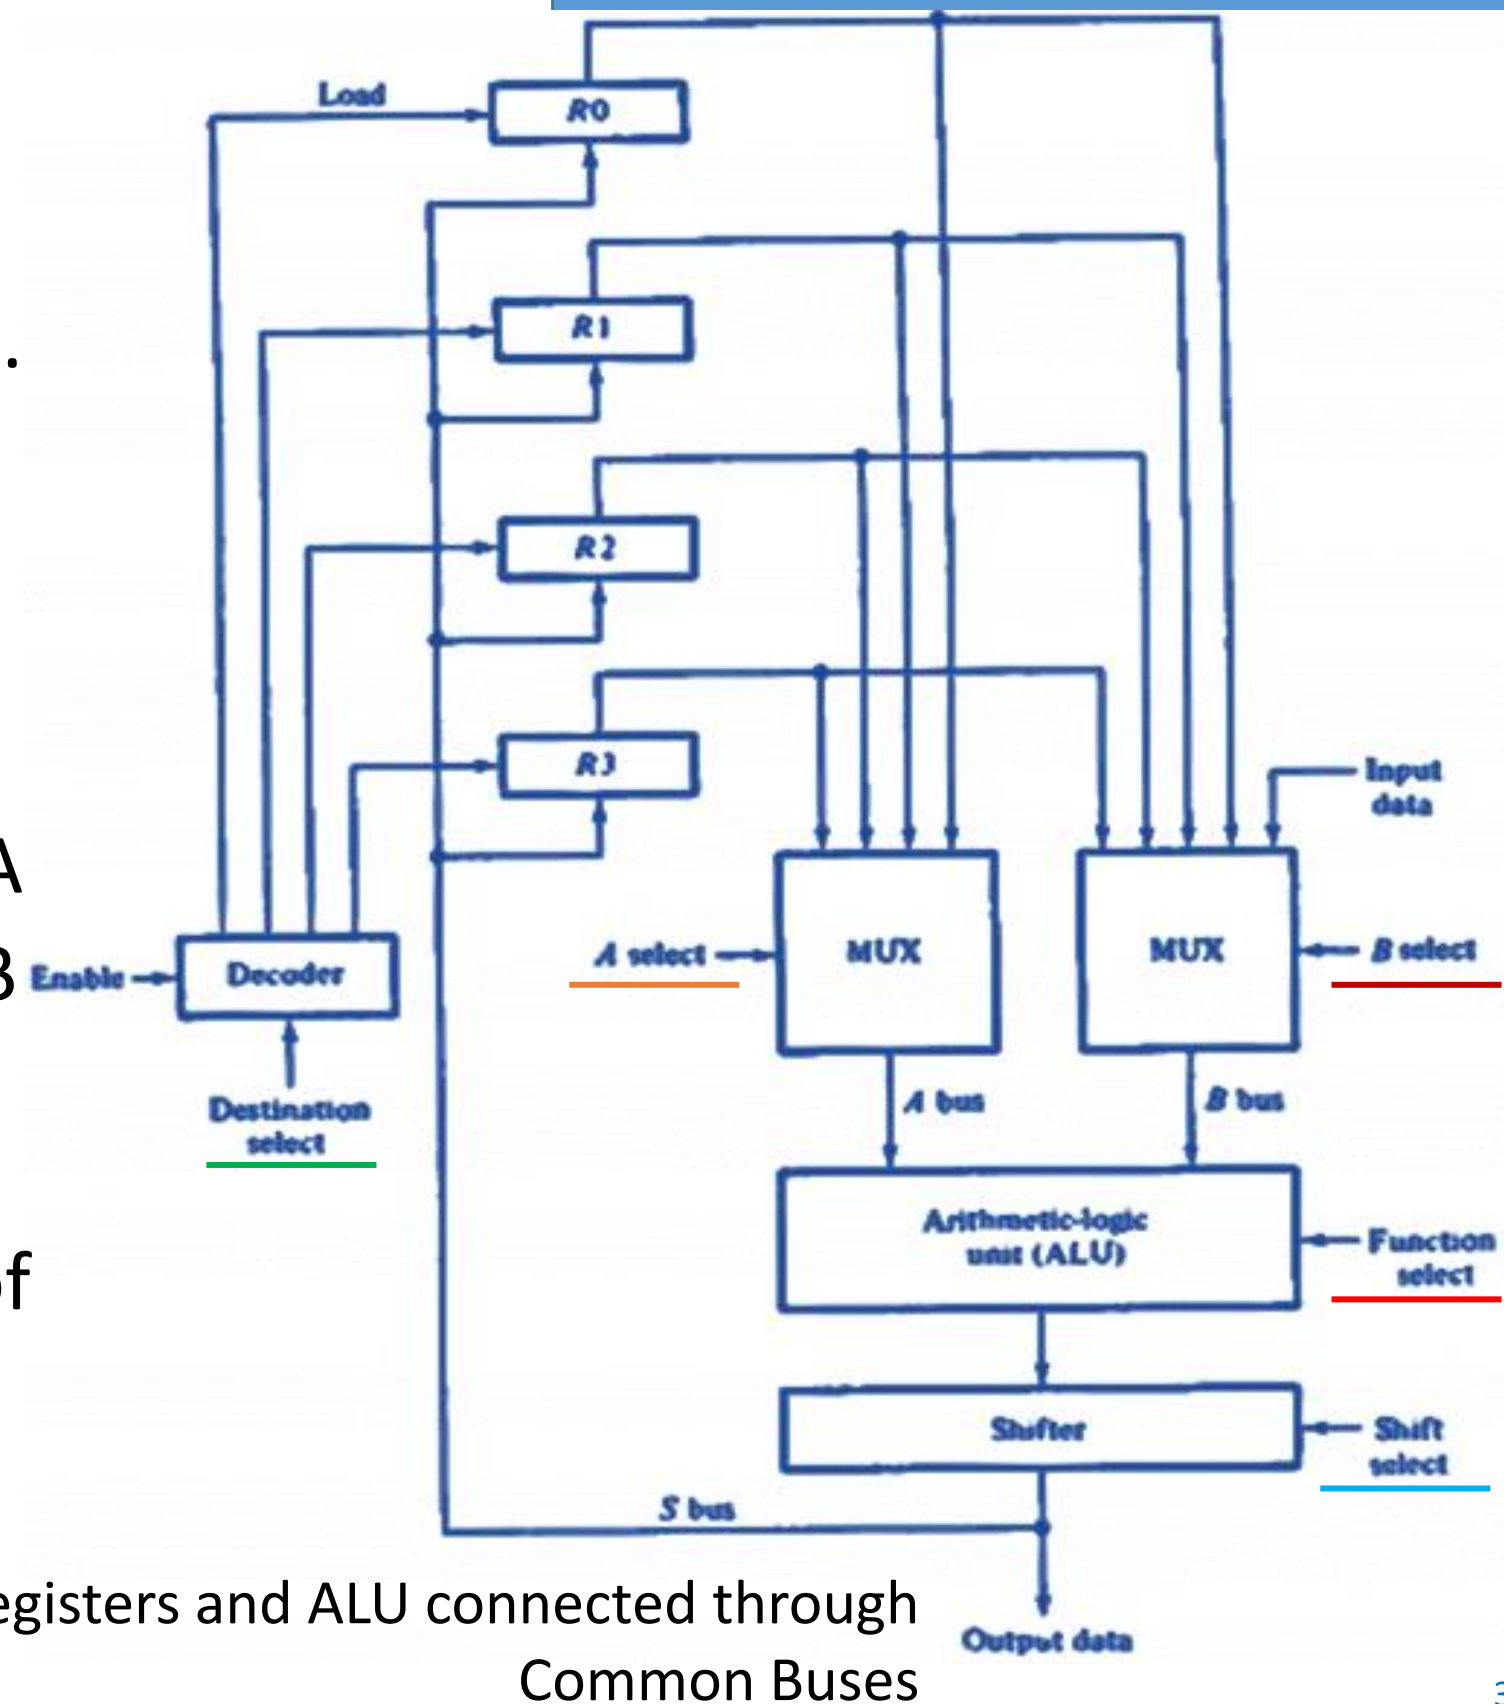 Load
R0
.
R1
R2
R3
Input
data
A
B
Enable
Decoder
A select
MUX
MUX
B select
Destination
select
A bus
B bus
of
Arithmetic-logic
unit (ALU)
Function
select
Shifter
Shift
select
S bus
egisters and ALU connected through
Common Buses
Output data